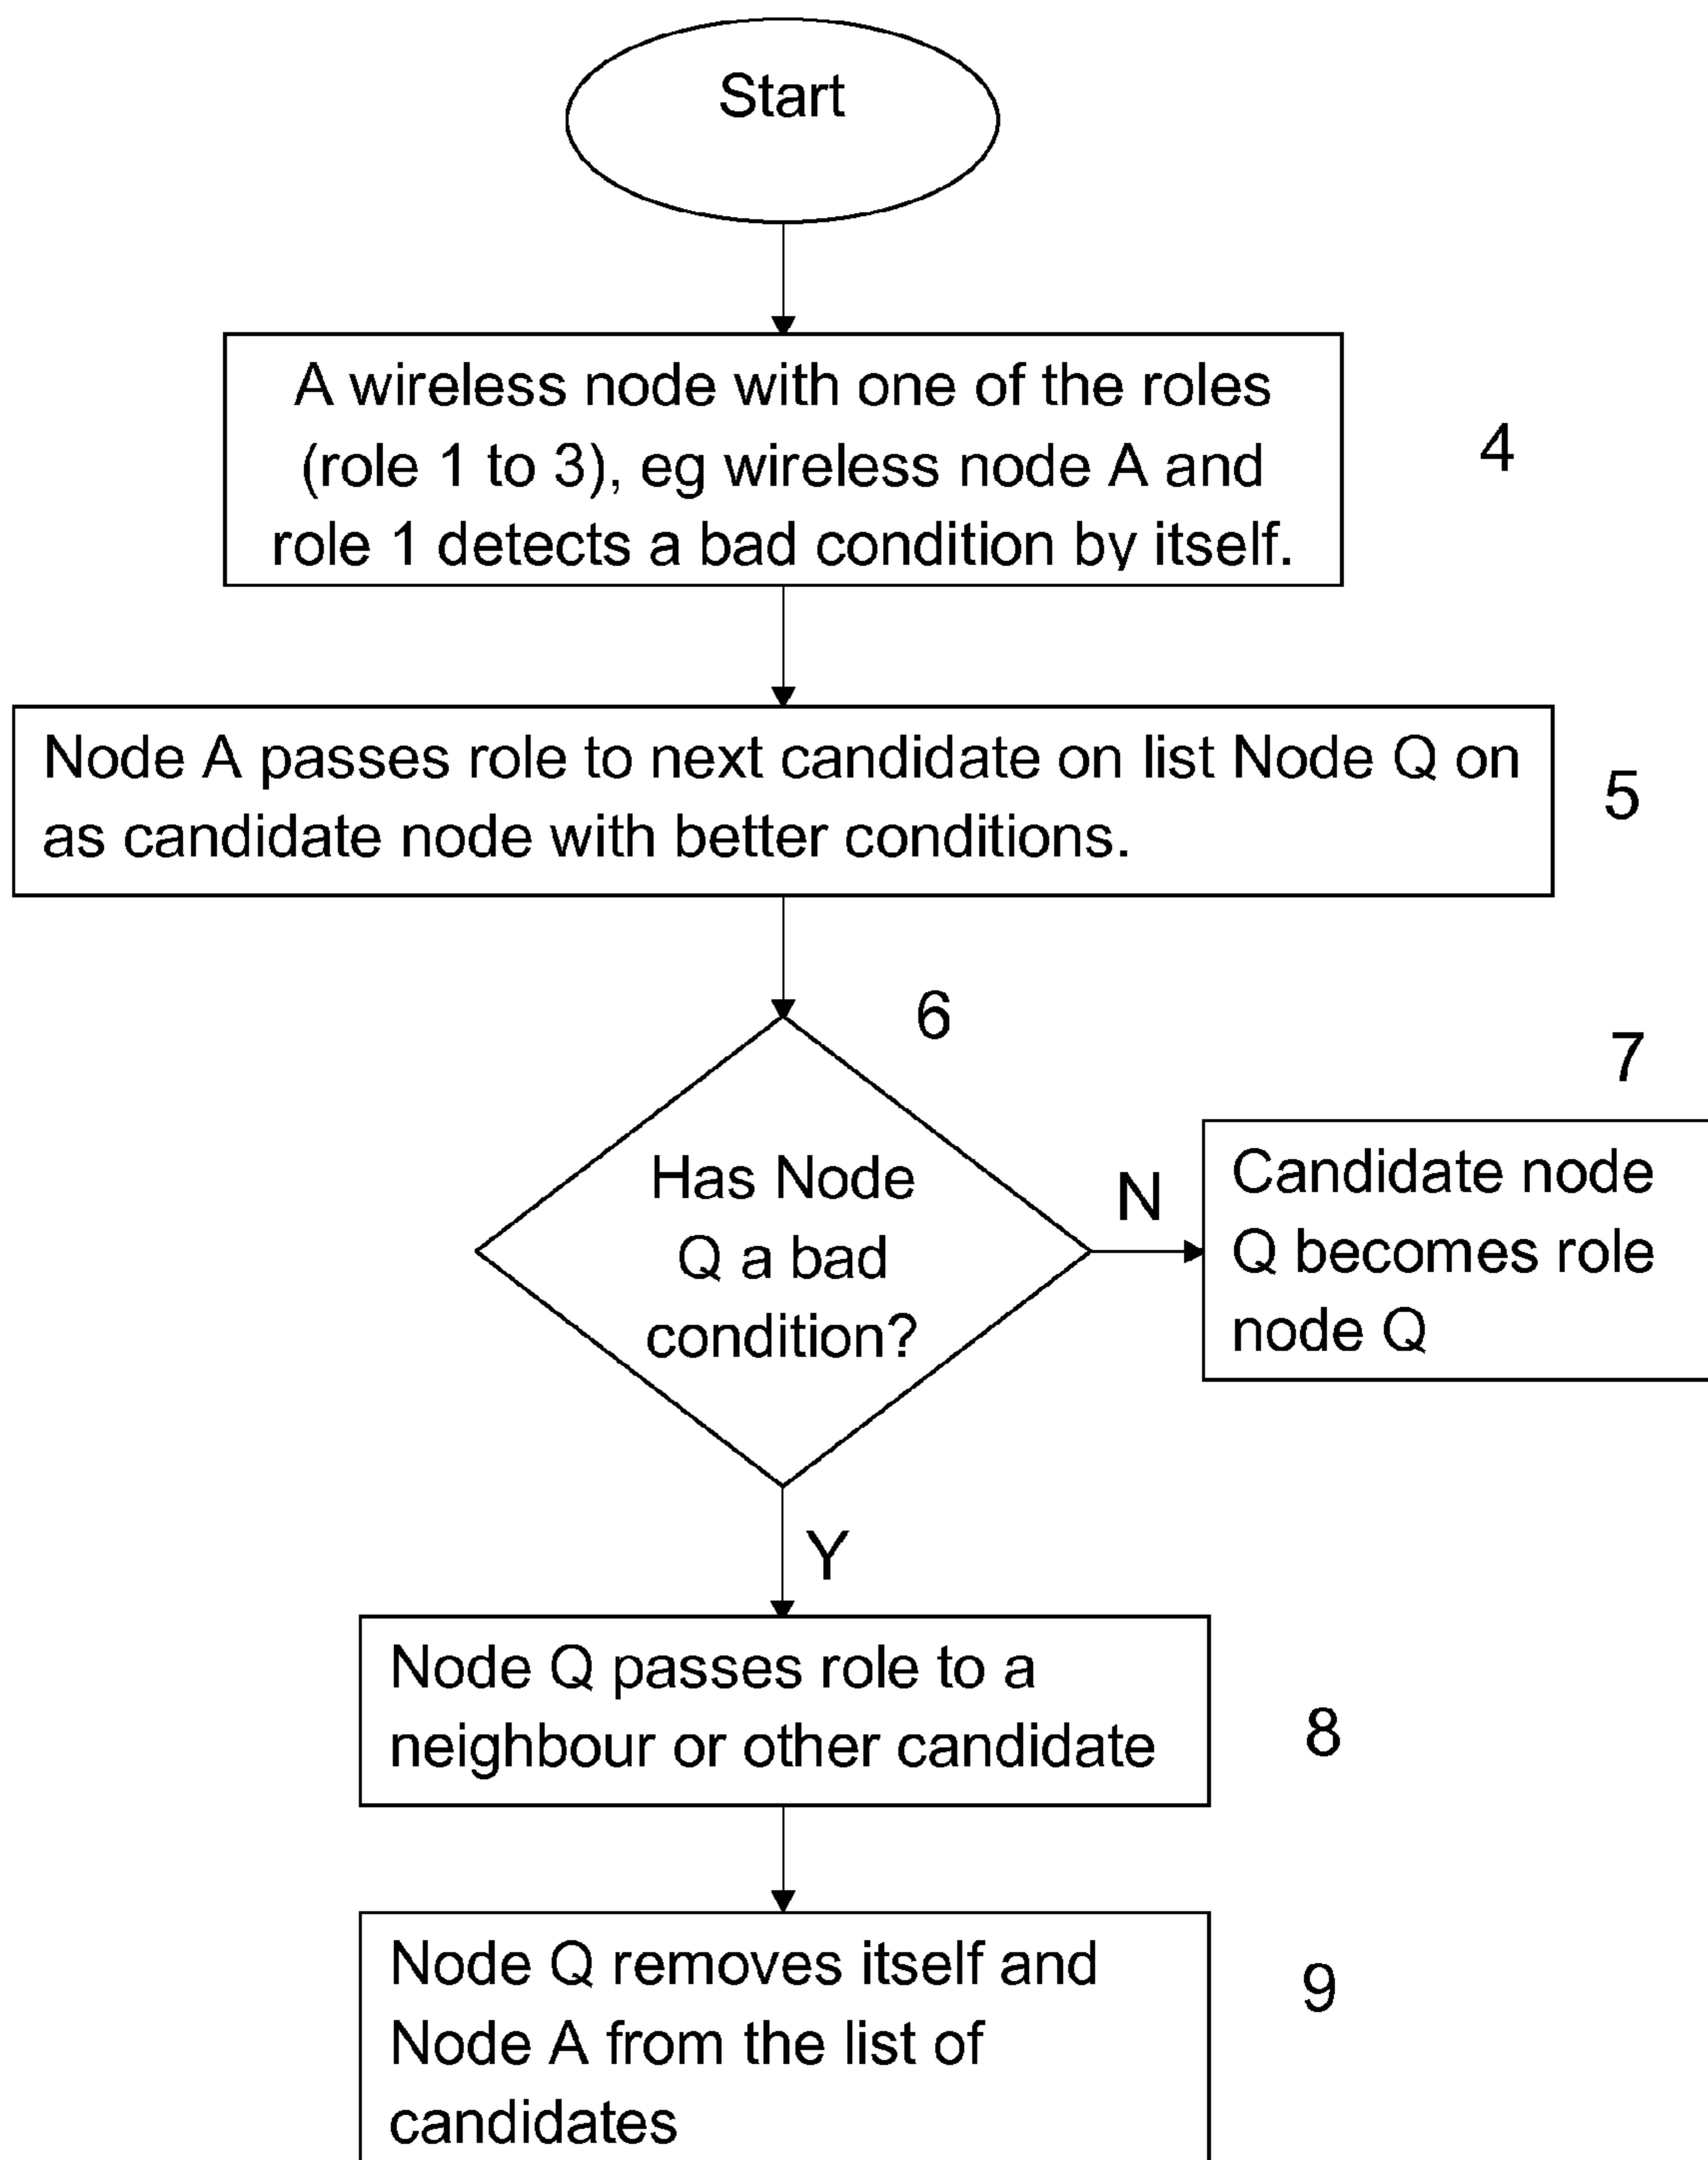 Start
A wireless node with one of the roles
(role 1 to 3), eg wireless node A and
role 1 detects a bad condition by itself.
4
Node A passes role to next candidate on list Node Q on
as candidate node with better conditions.
5
6
7
Has Node
Q a bad
condition?
N
Candidate node
Q becomes role
node Q
Y
Node Q passes role to a
neighbour or other candidate
8
Node Q removes itself and
Node A from the list of
candidates
9